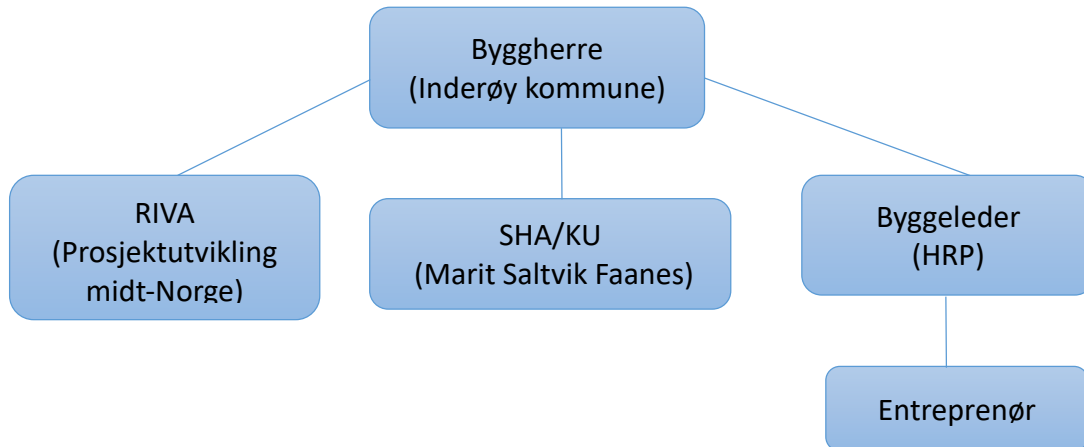 Byggherre
(Inderøy kommune)
RIVA
(Prosjektutvikling
midt-Norge)
SHA/KU
(Marit Saltvik Faanes)
Byggeleder
(HRP)
Entreprenør